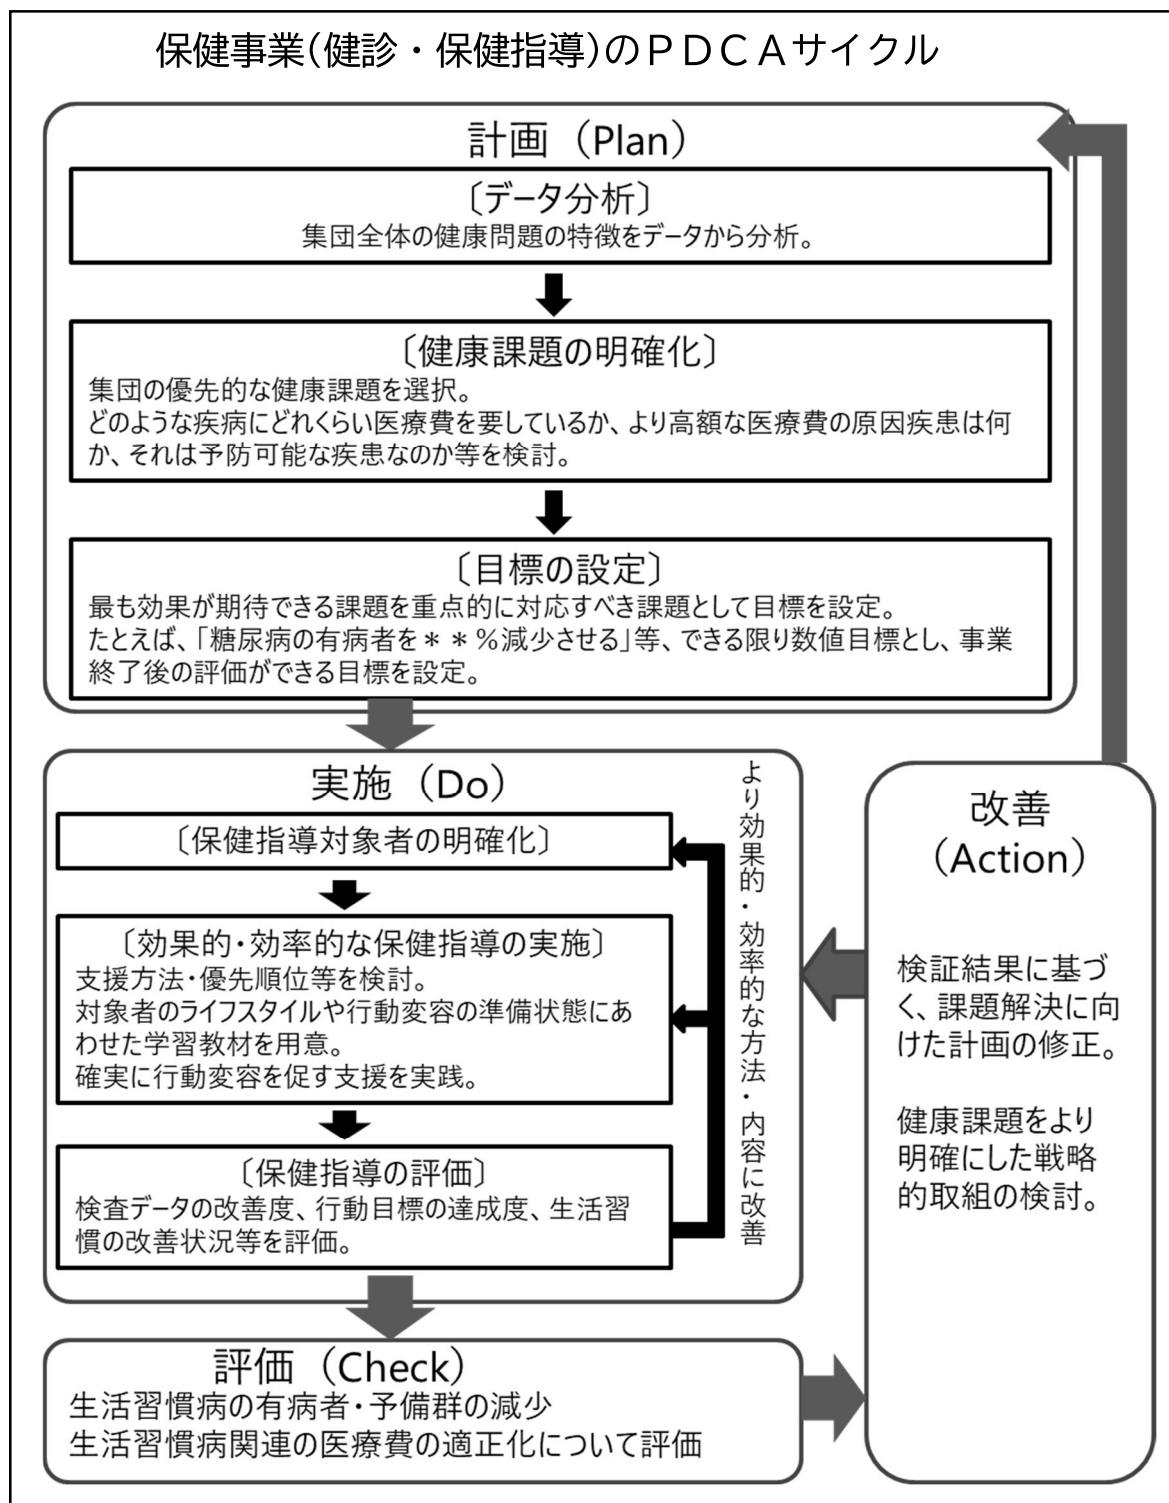 保健事業(健診・保健指導)のＰＤＣＡサイクル
計画（Plan）
〔データ分析〕
集団全体の健康問題の特徴をデータから分析。
〔健康課題の明確化〕
集団の優先的な健康課題を選択。
どのような疾病にどれくらい医療費を要しているか、より高額な医療費の原因疾患は何
か、それは予防可能な疾患なのか等を検討。
〔目標の設定〕
最も効果が期待できる課題を重点的に対応すべき課題として目標を設定。
たとえば、「糖尿病の有病者を＊＊％減少させる」等、できる限り数値目標とし、事業
終了後の評価ができる目標を設定。
実施（Do）
〔保健指導対象者の明確化〕
〔効果的・効率的な保健指導の実施〕
支援方法・優先順位等を検討。
対象者のライフスタイルや行動変容の準備状態にあ
わせた学習教材を用意。
確実に行動変容を促す支援を実践。
〔保健指導の評価〕
検査データの改善度、行動目標の達成度、生活習
慣の改善状況等を評価。
より効果的・効率的な方法・内容に改善
評価（Check）
生活習慣病の有病者・予備群の減少
生活習慣病関連の医療費の適正化について評価
改善
（Action）
検証結果に基づ
く、課題解決に向
けた計画の修正。
健康課題をより
明確にした戦略
的取組の検討。